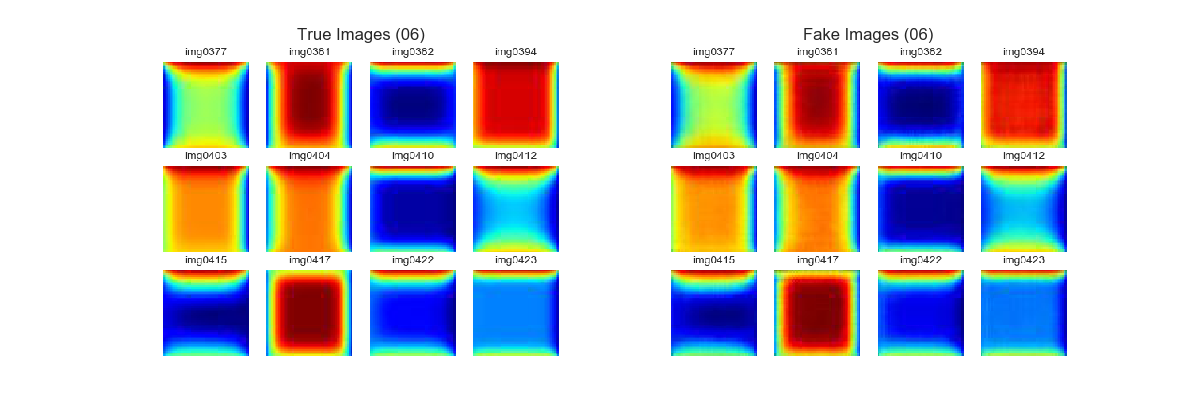 True Images (06)
img0377 img0381 img0382 img0394
img0403 img0404 img0410 img0412
img0415 img0417 img0422 img0423
Fake Images (06)
img0377 img0381 img0382 img0394
img0403 img0404 img0410 img0412
img0415 img0417 img0422 img0423